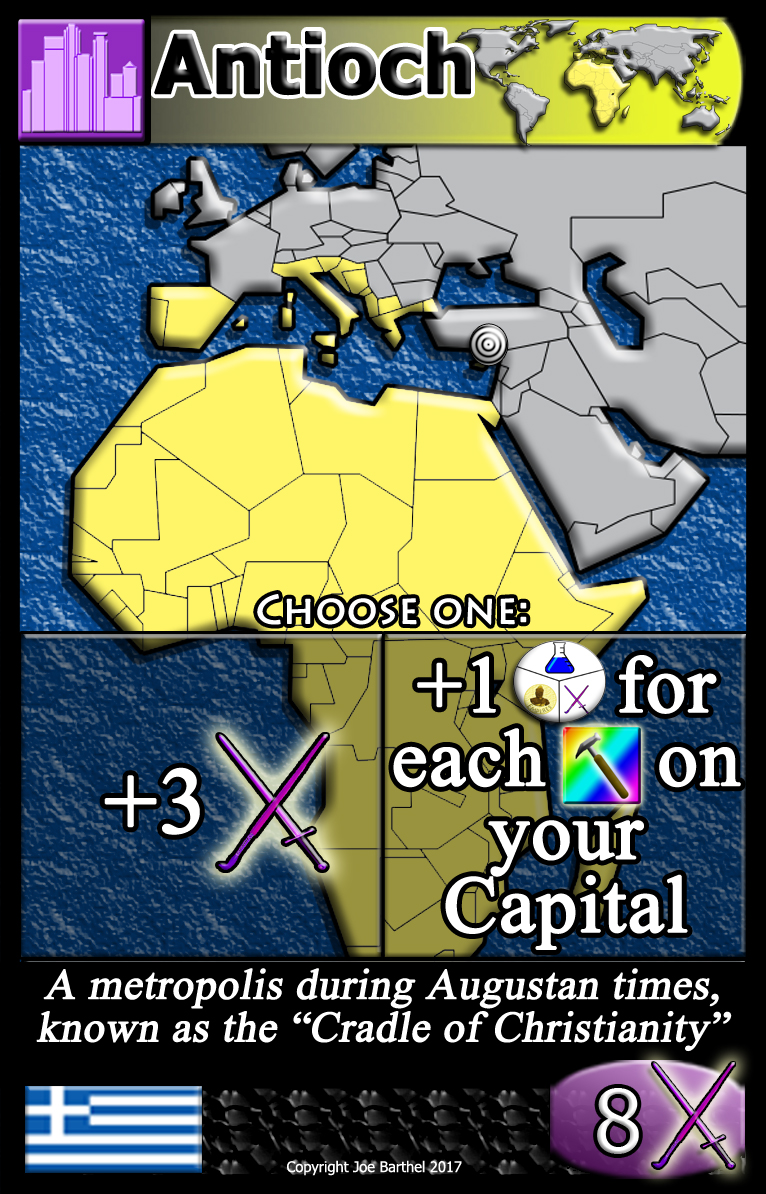 Antioch
Choose one:
+3
+1 for
each on
your
Capital
A metropolis during Augustan times,
known as the “Cradle of Christianity”
8
Copyright Joe Barthel 2017